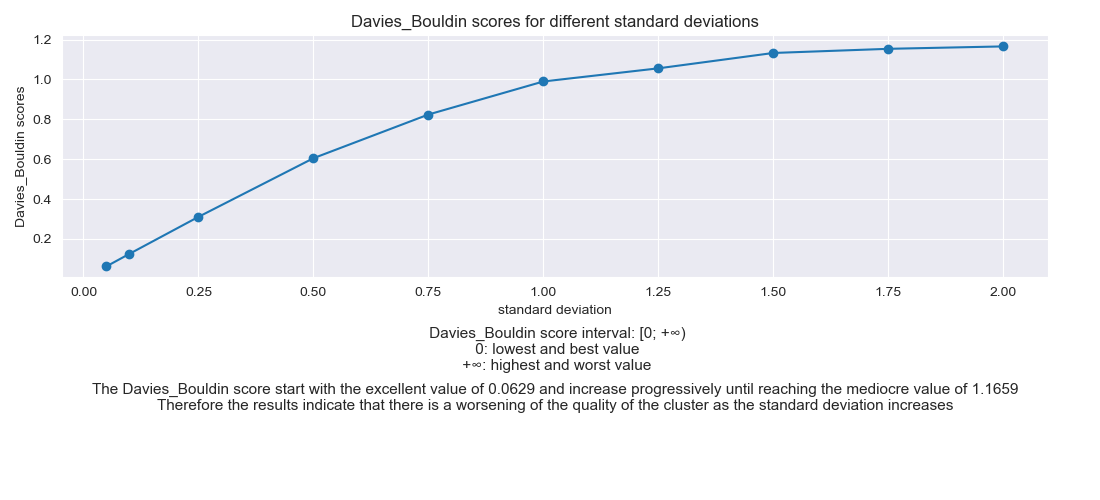 Davies_Bouldin scores for different standard deviations
1.2
1.0
0.8
0.6
0.4
0.2
Davies_Bouldin scores
0.00 0.25 0.50 0.75 1.00 1.25 1.50 1.75 2.00
standard deviation
Davies_Bouldin score interval: [0; +∞)
0: lowest and best value
+∞: highest and worst value
The Davies_Bouldin score start with the excellent value of 0.0629 and increase progressively until reaching the mediocre value of 1.1659
Therefore the results indicate that there is a worsening of the quality of the cluster as the standard deviation increases